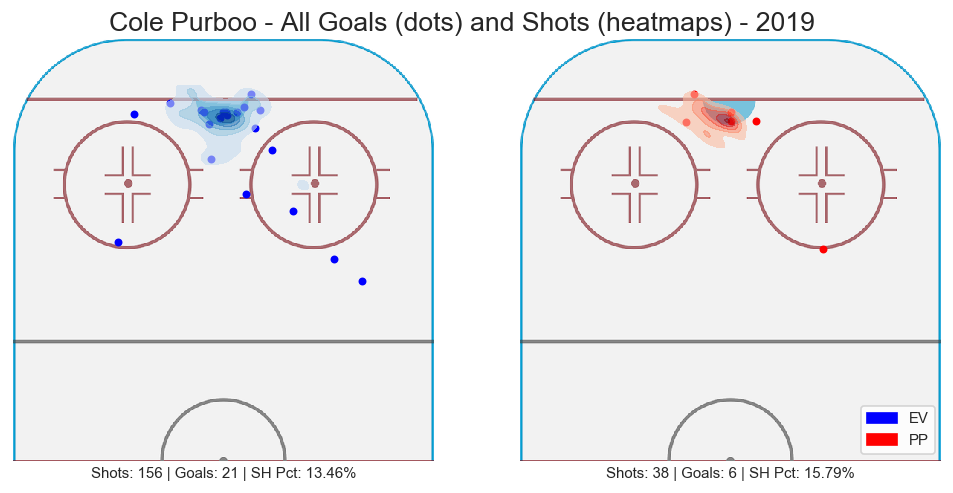 Cole Purboo - All Goals (dots) and Shots (heatmaps) - 2019
EV
PP
Shots: 156 | Goals: 21 | SH Pct: 13.46%
Shots: 38 | Goals: 6 | SH Pct: 15.79%